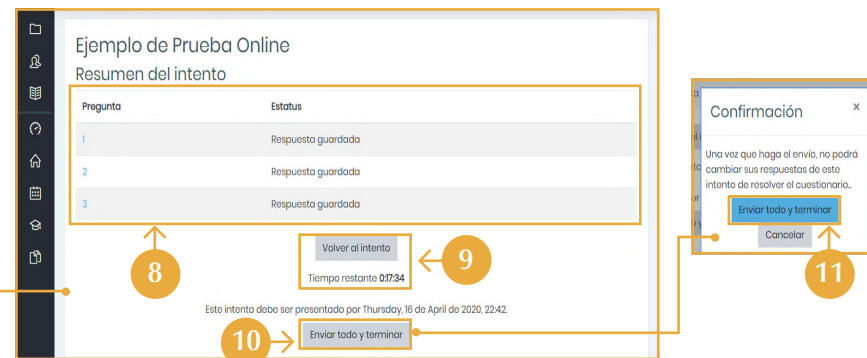 Ejemplo de Prueba Online
Resumen del intento
Pregunta Estatus
1 Respuesta guardada
2 Respuesta guardada
3 Respuesta guardada
8
Volver al intento
9
Tiempo restante 0:17:34
Este intento debe ser presentado por Thursday, 16 de April de 2020, 22:42.
10
Enviar todo y terminar
Confirmación ×
Una vez que haga el envío, no podrá
cambiar sus respuestas de este
intento de resolver el cuestionario..
Enviar todo y terminar
Cancelar
11